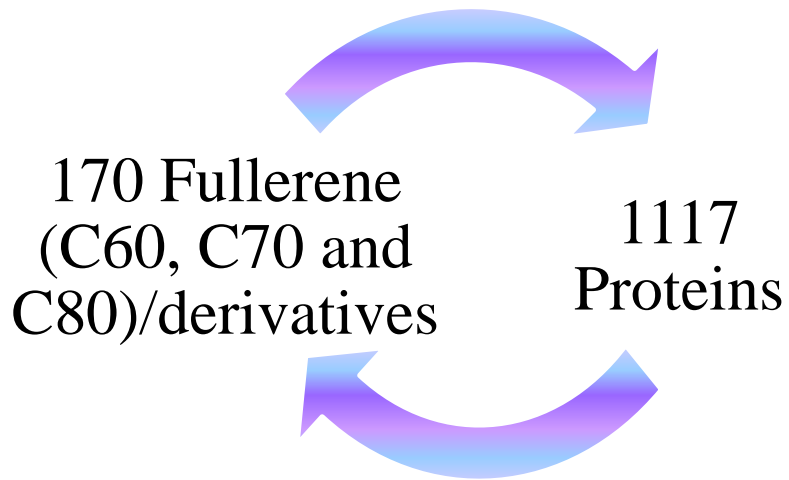 170 Fullerene
(C60, C70 and
C80)/derivatives
1117
Proteins